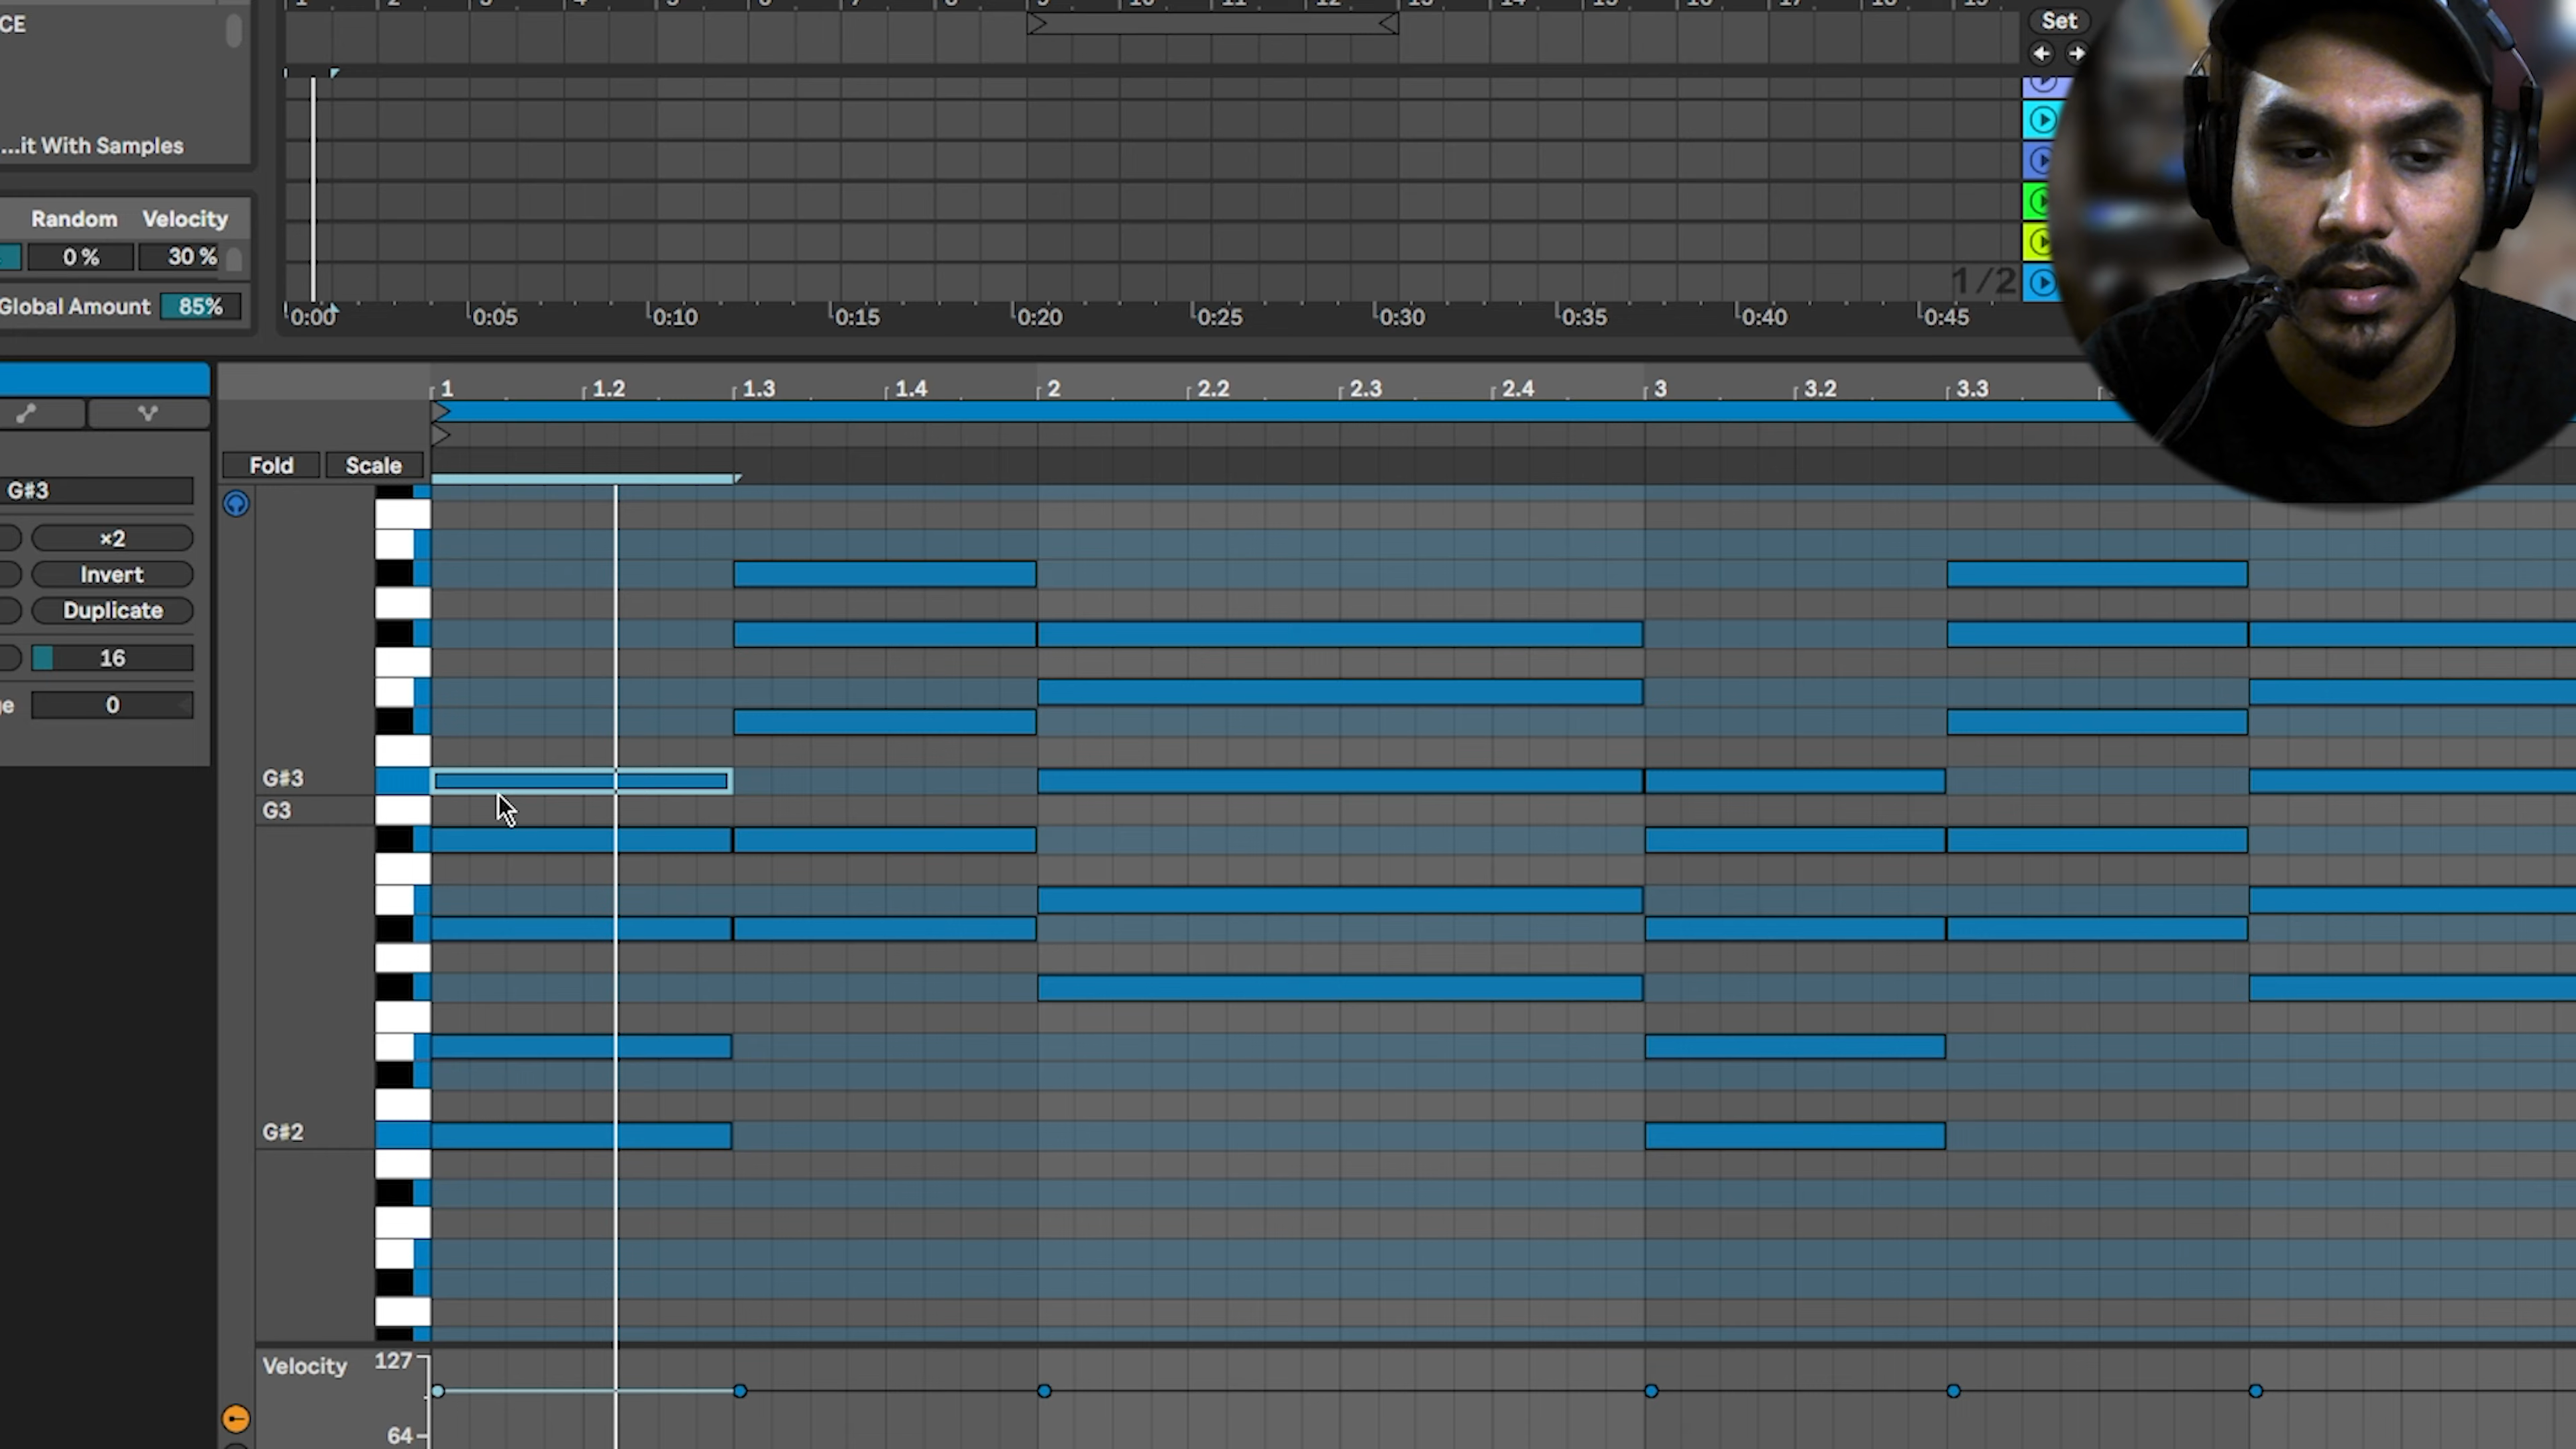 CE
...it With Samples
Random Velocity
0 % 30 %
Global Amount 85%
Set
1/2
0:00 0:05 0:10 0:15 0:20 0:25 0:30 0:35 0:40 0:45
1 1.2 1.3 1.4 2 2.2 2.3 2.4 3 3.2 3.3
Fold Scale
G#3
×2
Invert
Duplicate
16
0
G#3
G3
G#2
Velocity 127
64